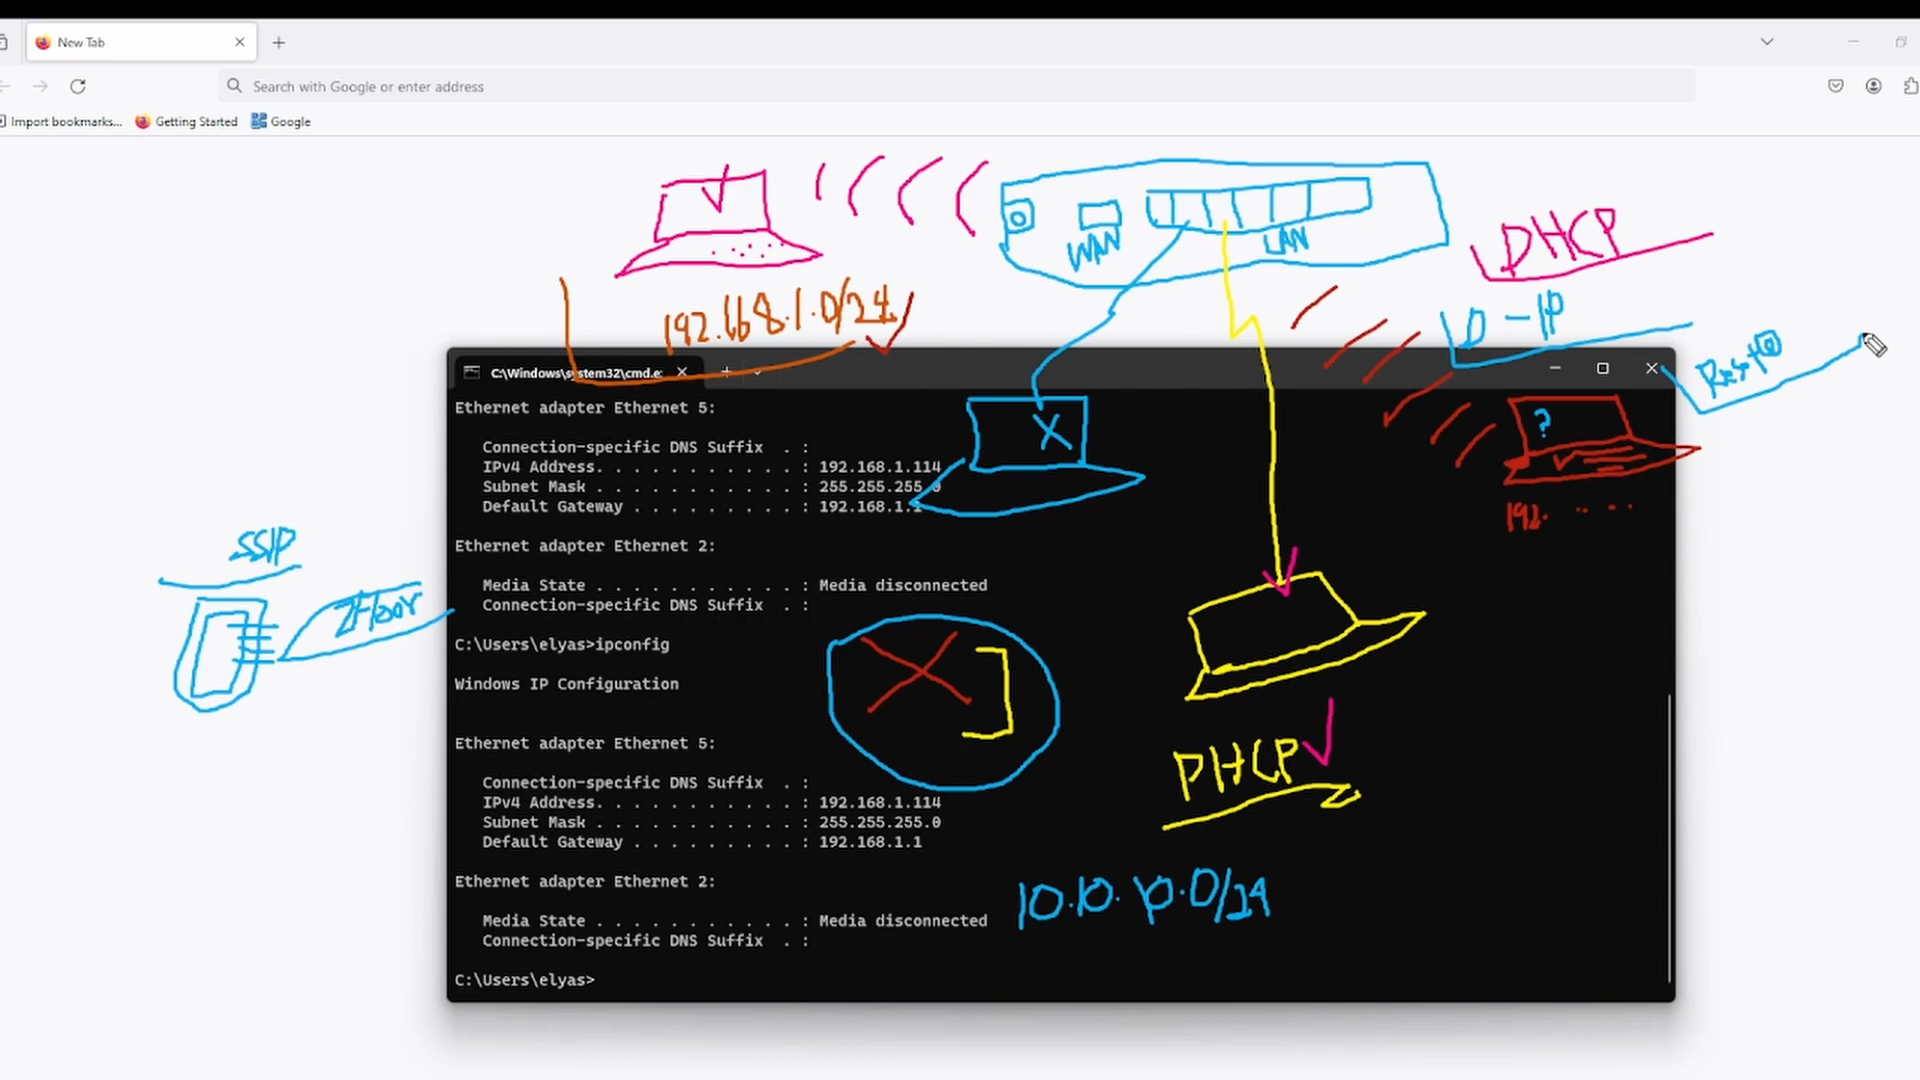 New Tab
Search with Google or enter address
Import bookmarks...
Getting Started
Google
WAN
LAN
DHCP
192.168.1.0/24
D-IP
Reset
C:\Windows\system32\cmd.e
Ethernet adapter Ethernet 5:
?
X
Connection-specific DNS Suffix . :
IPv4 Address. . . . . . . . . . . : 192.168.1.114
Subnet Mask . . . . . . . . . . . : 255.255.255.0
Default Gateway . . . . . . . . . : 192.168.1.1
192. .. . .
Ethernet adapter Ethernet 2:
Media State . . . . . . . . . . . : Media disconnected
Connection-specific DNS Suffix . :
C:\Users\elyas>ipconfig
Windows IP Configuration
Ethernet adapter Ethernet 5:
DHCP
Connection-specific DNS Suffix . :
IPv4 Address. . . . . . . . . . . : 192.168.1.114
Subnet Mask . . . . . . . . . . . : 255.255.255.0
Default Gateway . . . . . . . . . : 192.168.1.1
Ethernet adapter Ethernet 2:
10.10.10.0/24
Media State . . . . . . . . . . . : Media disconnected
Connection-specific DNS Suffix . :
C:\Users\elyas>